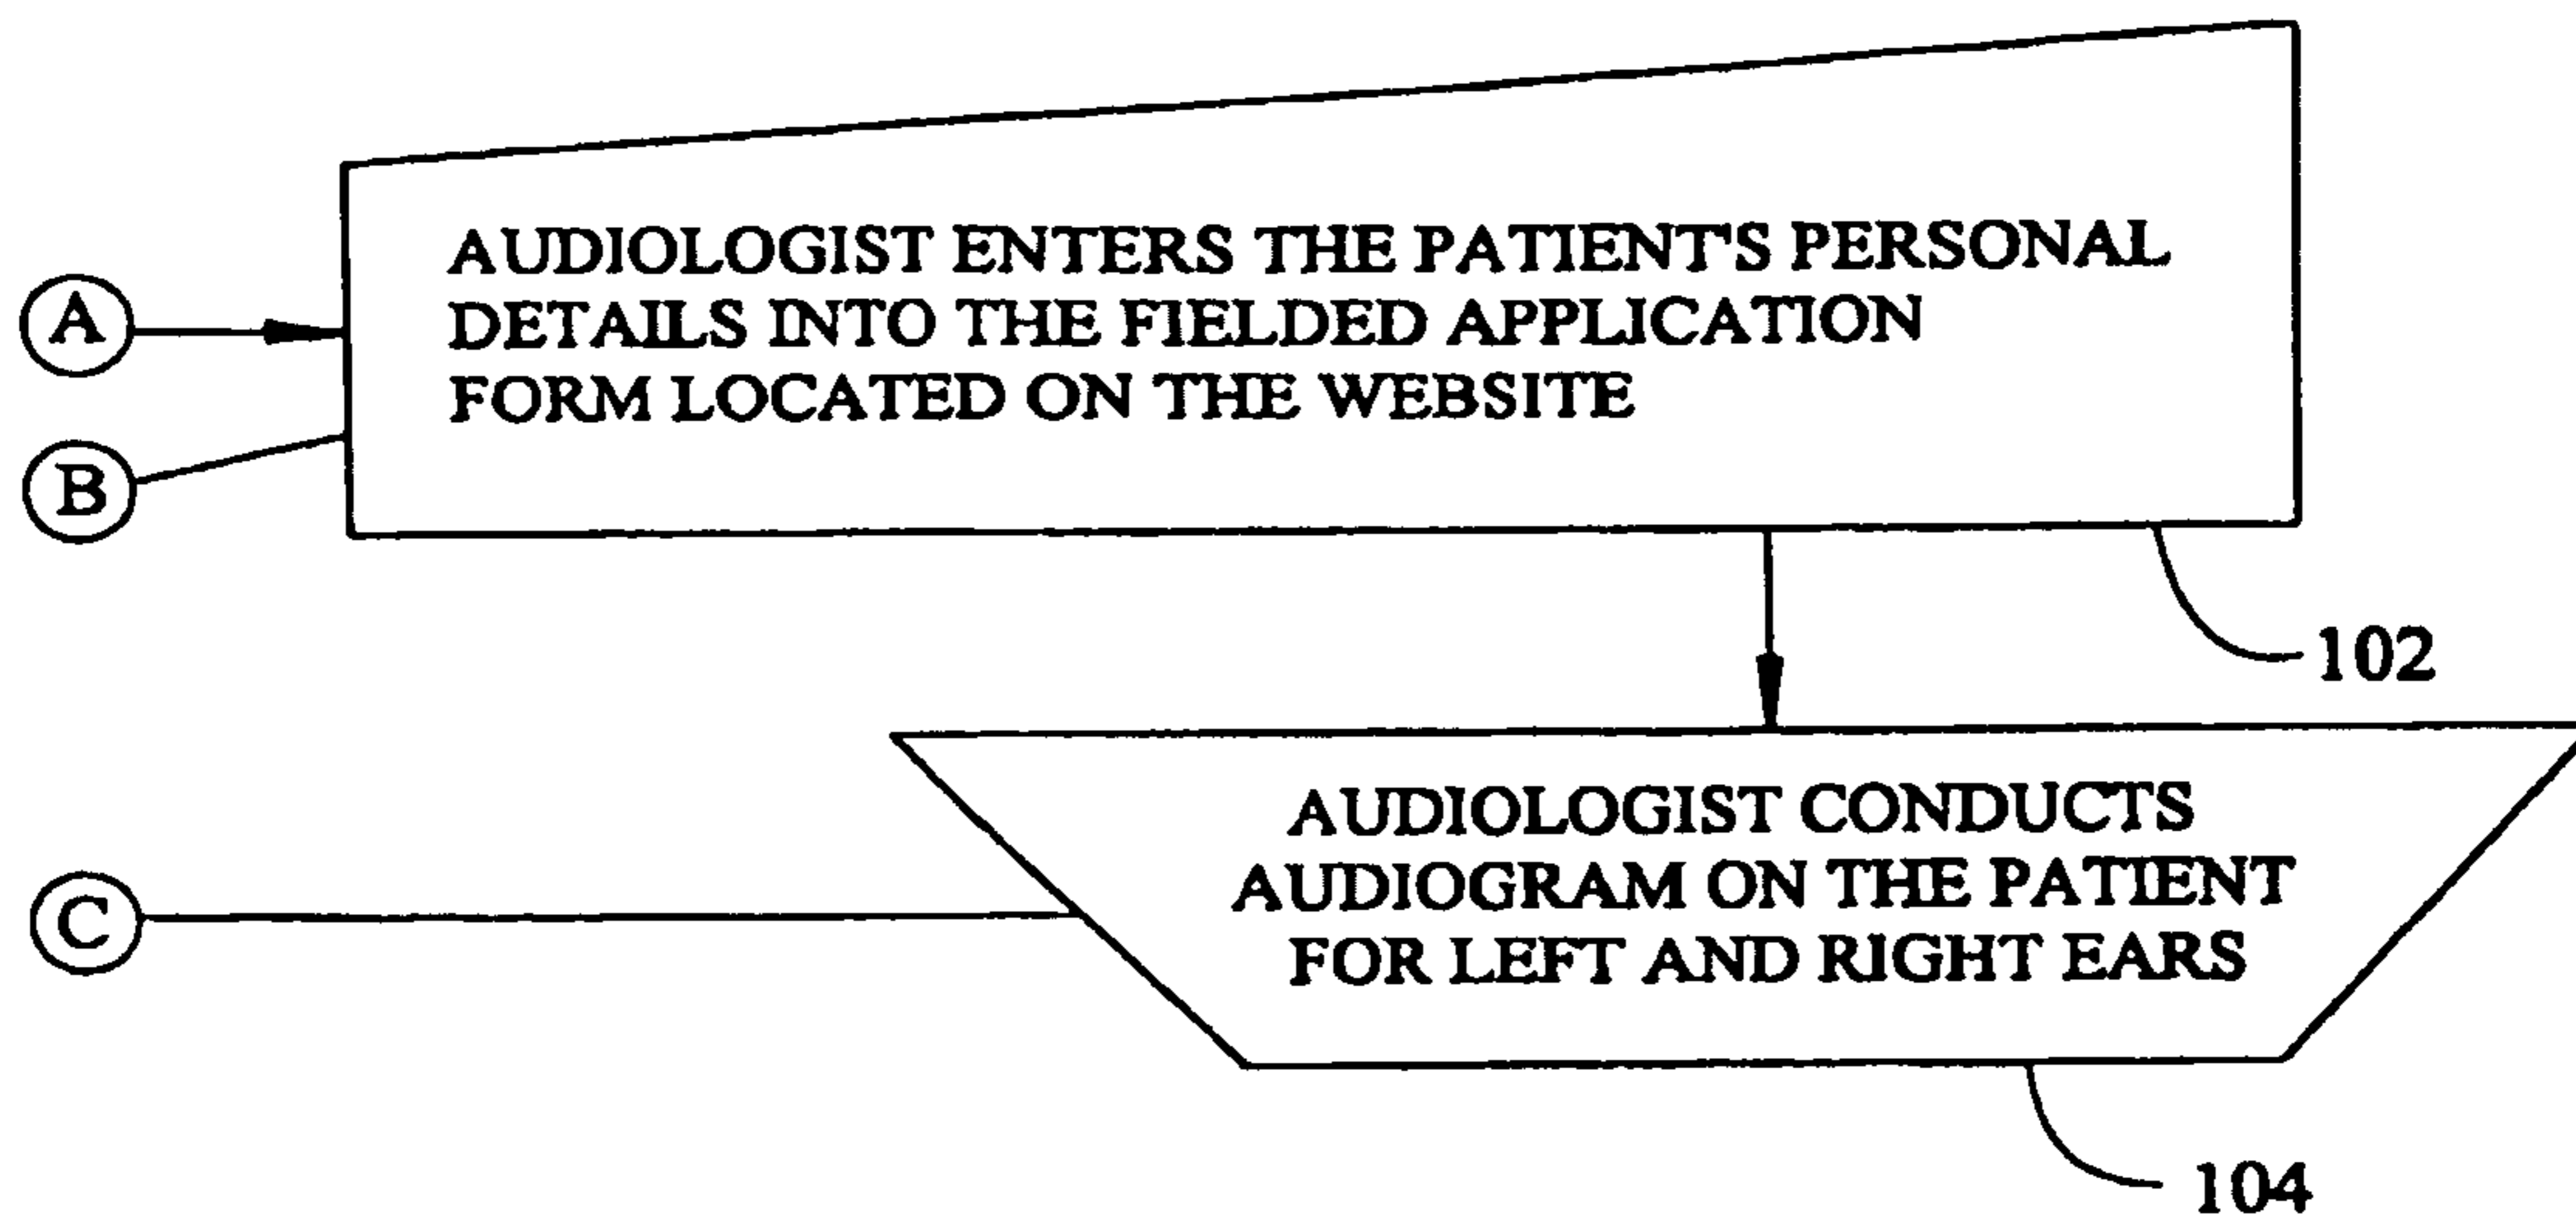 AUDIOLOGIST ENTERS THE PATIENT'S PERSONAL
DETAILS INTO THE FIELDED APPLICATION
FORM LOCATED ON THE WEBSITE
A
B
102
AUDIOLOGIST CONDUCTS
AUDIOGRAM ON THE PATIENT
FOR LEFT AND RIGHT EARS
C
104